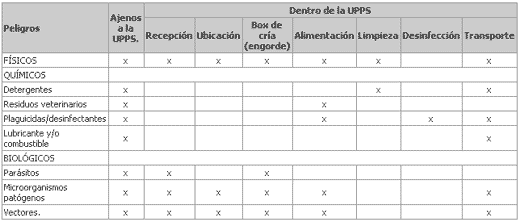 Peligros Ajenos a la UPPS. Dentro de la UPPS
Recepción Ubicación Box de cría (engorde) Alimentación Limpieza Desinfección Transporte
FÍSICOS x x x x x x x
QUÍMICOS
Detergentes x x x
Residuos veterinarios x x
Plaguicidas/desinfectantes x x x x
Lubricante y/o combustible x x
BIOLÓGICOS
Parásitos x x x
Microorganismos patógenos x x x x x x
Vectores. x x x x x x